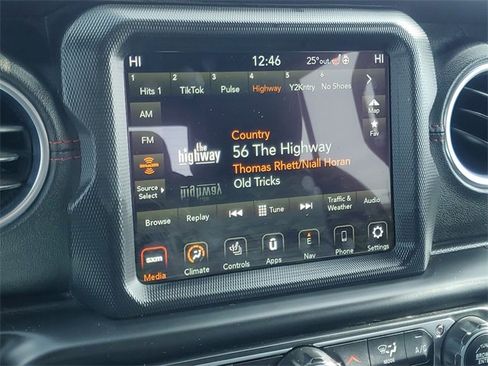 HI 12:46 25°out HI
1 2 3 4 5 6
Hits 1 TikTok Pulse Highway Y2Kntry No Shoes
AM
Map
FM
Fav
Country
the highway
56 The Highway
Thomas Rhett/Niall Horan
Old Tricks
Source Select
Browse Replay Tune Traffic & Weather Audio
sxm
Media Climate Controls Apps Nav Phone Settings
MODE A/C